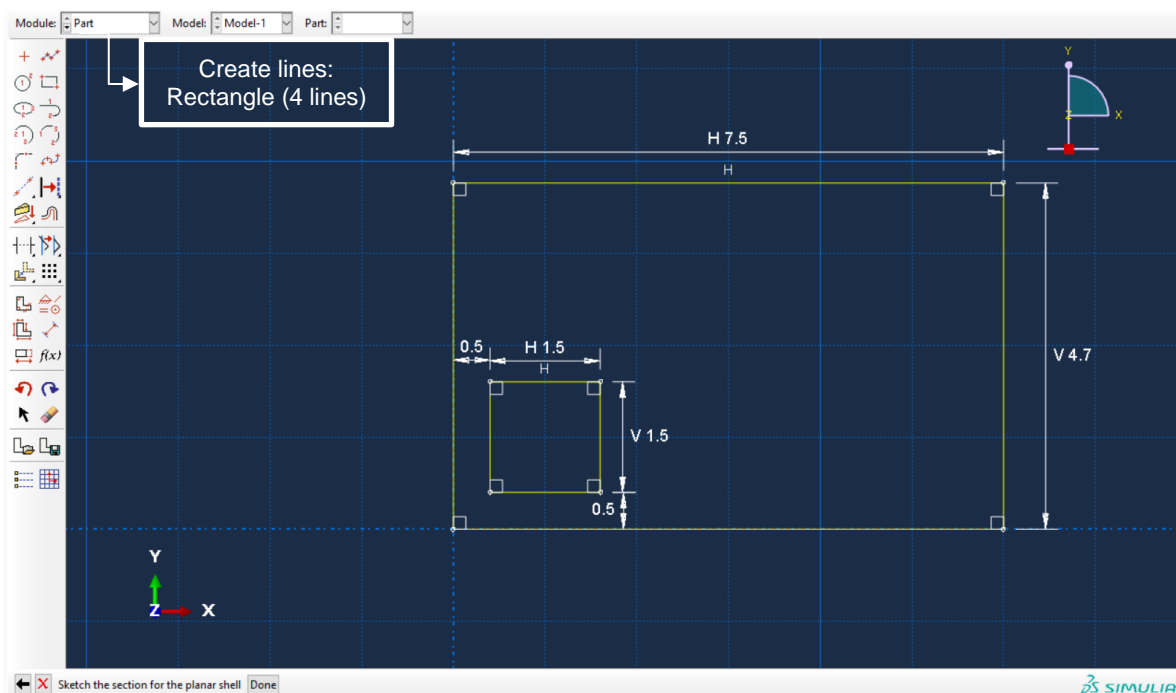 Module: Part Model: Model-1 Part:
Create lines:
Rectangle (4 lines)
Y
Z
X
H 7.5
H
0.5
H 1.5
H
V 4.7
V 1.5
0.5
f(x)
Y
Z
X
Sketch the section for the planar shell Done
SIMULIA